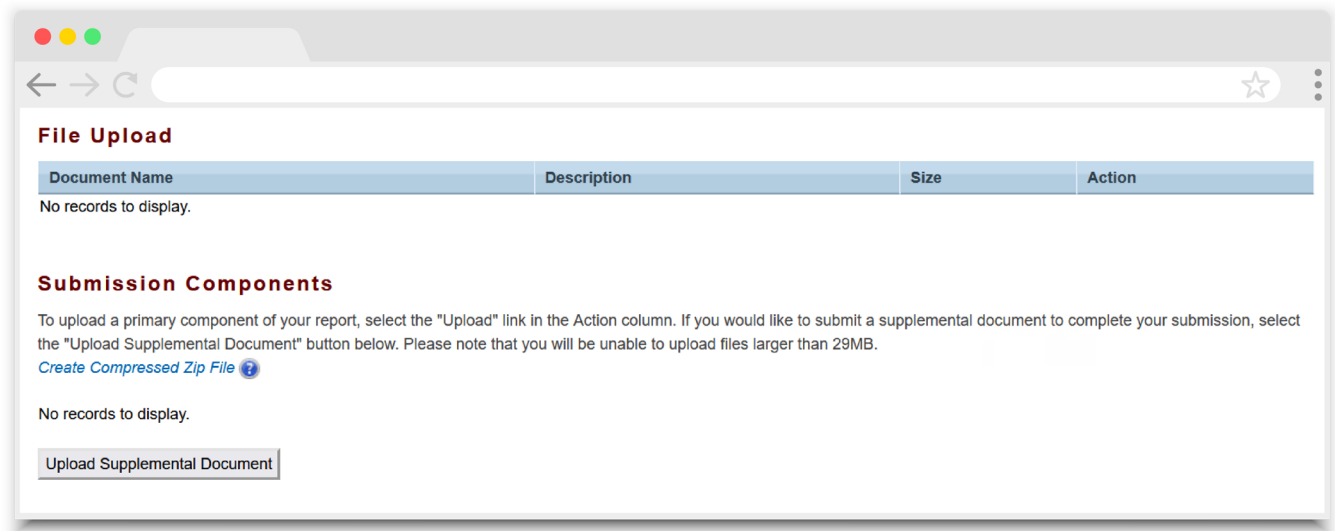 File Upload
Document Name Description Size Action
No records to display.
Submission Components
To upload a primary component of your report, select the "Upload" link in the Action column. If you would like to submit a supplemental document to complete your submission, select
the "Upload Supplemental Document" button below. Please note that you will be unable to upload files larger than 29MB.
Create Compressed Zip File ?
No records to display.
Upload Supplemental Document